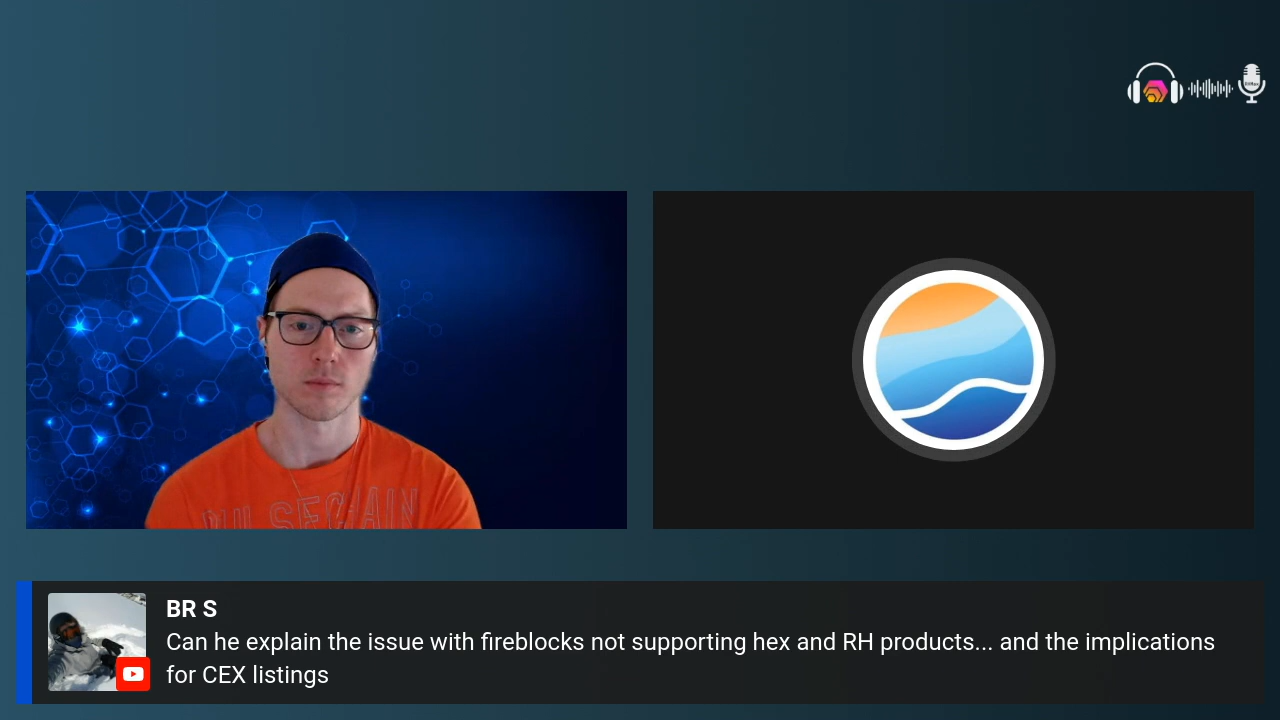 PULSECHAIN
BR S
Can he explain the issue with fireblocks not supporting hex and RH products... and the implications
for CEX listings